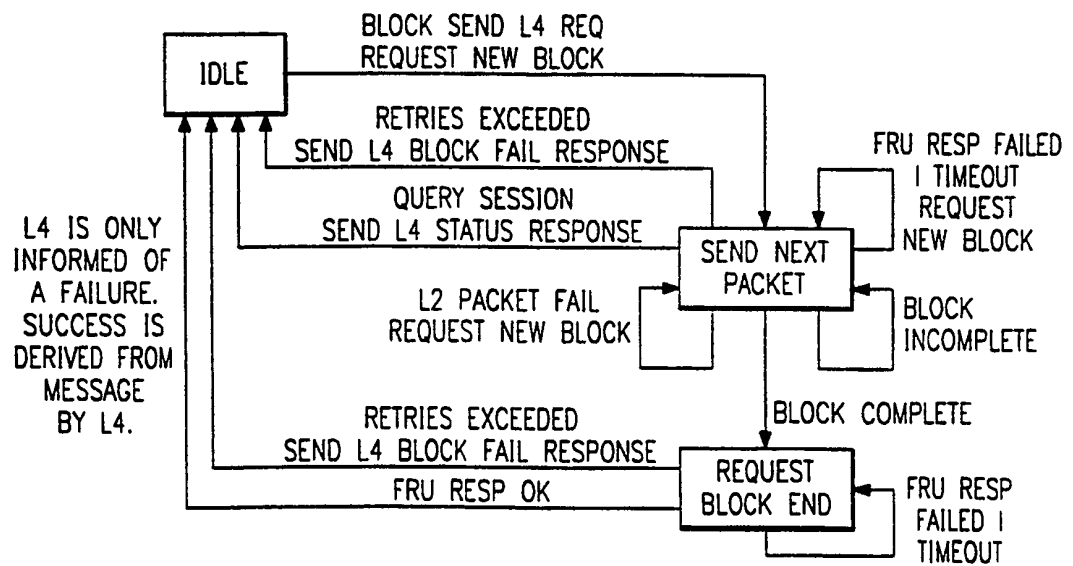 BLOCK SEND L4 REQ
REQUEST NEW BLOCK
IDLE
RETRIES EXCEEDED
SEND L4 BLOCK FAIL RESPONSE
QUERY SESSION
SEND L4 STATUS RESPONSE
FRU RESP FAILED
| TIMEOUT
REQUEST
NEW BLOCK
L4 IS ONLY
INFORMED OF
A FAILURE.
SUCCESS IS
DERIVED FROM
MESSAGE
BY L4.
SEND NEXT
PACKET
L2 PACKET FAIL
REQUEST NEW BLOCK
BLOCK
INCOMPLETE
BLOCK COMPLETE
RETRIES EXCEEDED
SEND L4 BLOCK FAIL RESPONSE
FRU RESP OK
REQUEST
BLOCK END
FRU RESP
FAILED |
TIMEOUT